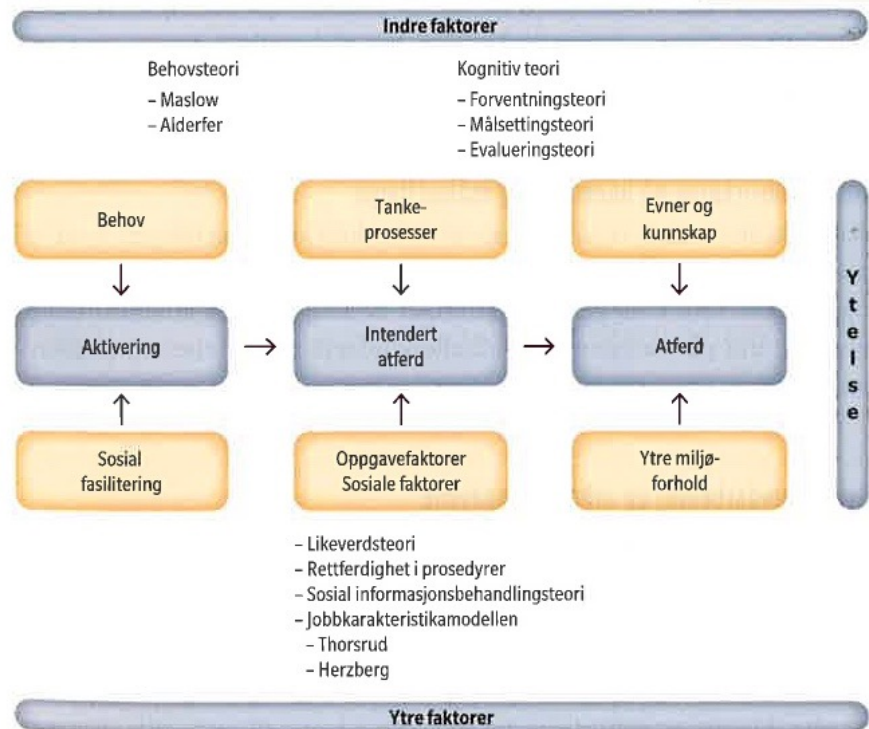 Indre faktorer
Behovsteori
– Maslow
– Alderfer
Kognitiv teori
– Forventningsteori
– Målsettingsteori
– Evalueringsteori
Behov
Tanke-
prosesser
Evner og
kunnskap
Aktivering
Intendert
atferd
Atferd
Ytelse
Sosial
fasilitering
Oppgavefaktorer
Sosiale faktorer
Ytre miljø-
forhold
– Likeverdsteori
– Rettferdighet i prosedyrer
– Sosial informasjonsbehandlingsteori
– Jobbkarakteristikamodellen
– Thorsrud
– Herzberg
Ytre faktorer